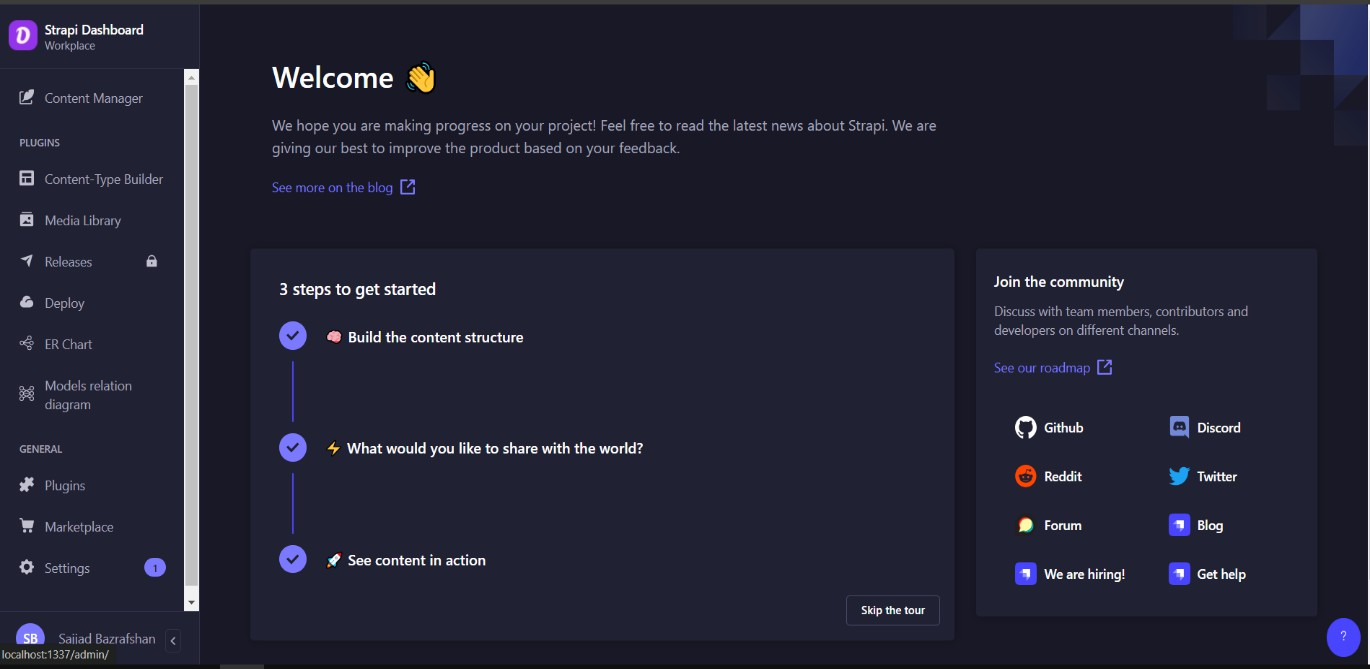 Strapi Dashboard
Workplace
Content Manager
PLUGINS
Content-Type Builder
Media Library
Releases
Deploy
ER Chart
Models relation
diagram
GENERAL
Plugins
Marketplace
Settings
1
SB
Sajjad Bazrafshan
localhost:1337/admin/
Welcome 👋
We hope you are making progress on your project! Feel free to read the latest news about Strapi. We are
giving our best to improve the product based on your feedback.
See more on the blog
3 steps to get started
🧠 Build the content structure
⚡ What would you like to share with the world?
🚀 See content in action
Skip the tour
Join the community
Discuss with team members, contributors and
developers on different channels.
See our roadmap
Github
Discord
Reddit
Twitter
Forum
Blog
We are hiring!
Get help
?